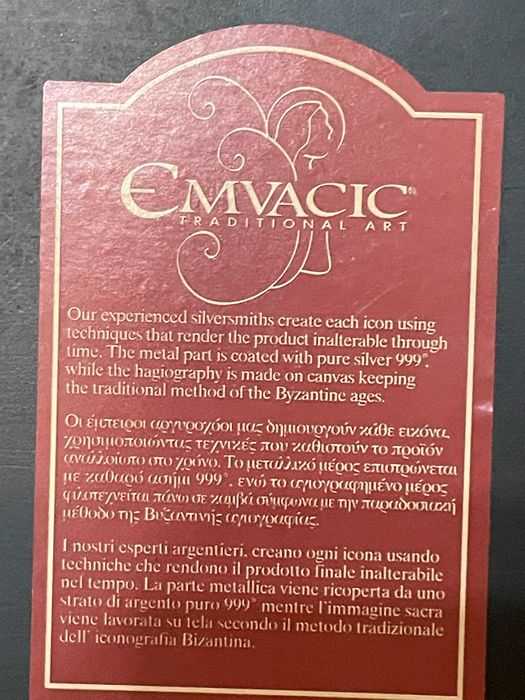 EMVACIC®
TRADITIONAL ART
Our experienced silversmiths create each icon using
techniques that render the product inalterable through
time. The metal part is coated with pure silver 999°,
while the hagiography is made on canvas keeping
the traditional method of the Byzantine ages.
Οι έμπειροι αργυροχόοι μας δημιουργούν κάθε εικόνα,
χρησιμοποιώντας τεχνικές που καθιστούν το προϊόν
αναλλοίωτο στο χρόνο. Το μεταλλικό μέρος επιστρώνεται
με καθαρό ασήμι 999°, ενώ το αγιογραφημένο μέρος
φιλοτεχνείται πάνω σε καμβά σύμφωνα με την παραδοσιακή
μέθοδο της Βυζαντινής αγιογραφίας.
I nostri esperti argentieri, creano ogni icona usando
techniche che rendono il prodotto finale inalterabile
nel tempo. La parte metallica viene ricoperta da uno
strato di argento puro 999° mentre l'immagine sacra
viene lavorata su tela secondo il metodo tradizionale
dell' iconografia Bizantina.